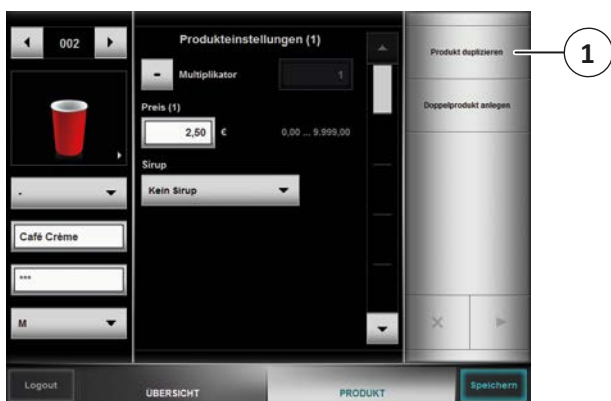 002
Produkteinstellungen (1)
Produkt duplizieren
1
- Multiplikator 1
Doppelprodukt anlegen
Preis (1)
2,50 € 0,00 ... 9.999,00
Sirup
Kein Sirup
-
Café Crème
***
M
Logout
ÜBERSICHT
PRODUKT
Speichern